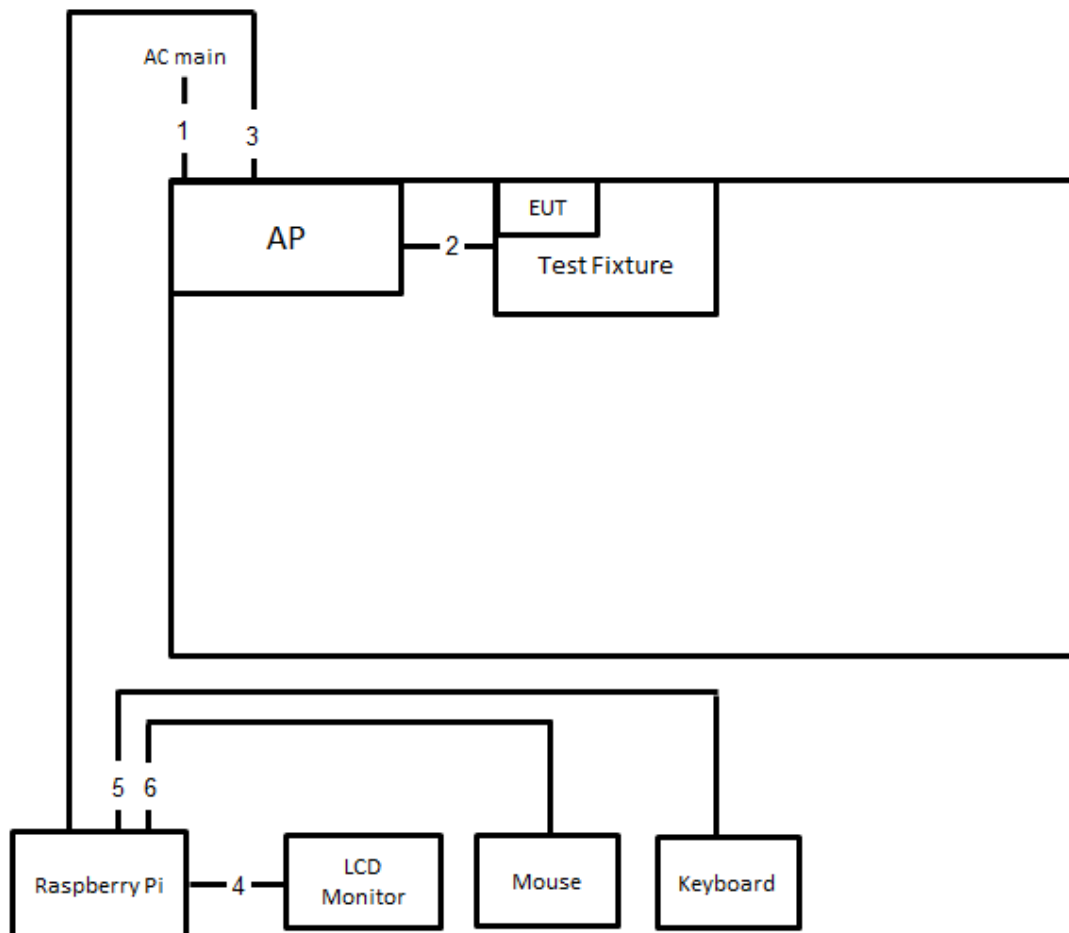 AC main
1
3
AP
2
EUT
Test Fixture
5
6
Raspberry Pi
4
LCD
Monitor
Mouse
Keyboard